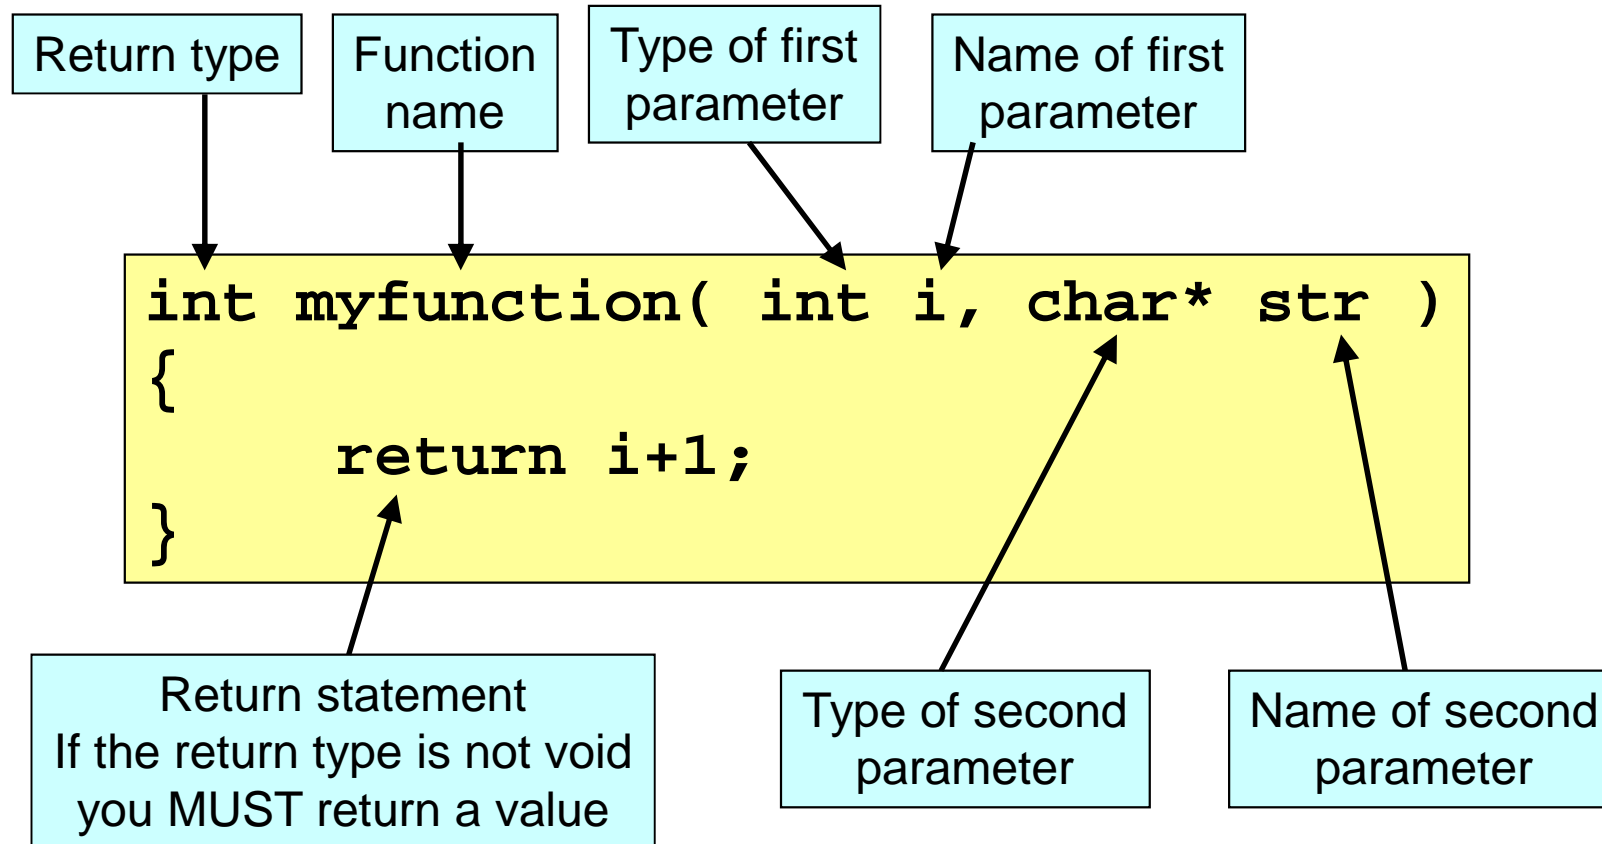 Return type
Function
name
Type of first
parameter
Name of first
parameter
int myfunction( int i, char* str )
{
return i+1;
}
Return statement
If the return type is not void
you MUST return a value
Type of second
parameter
Name of second
parameter